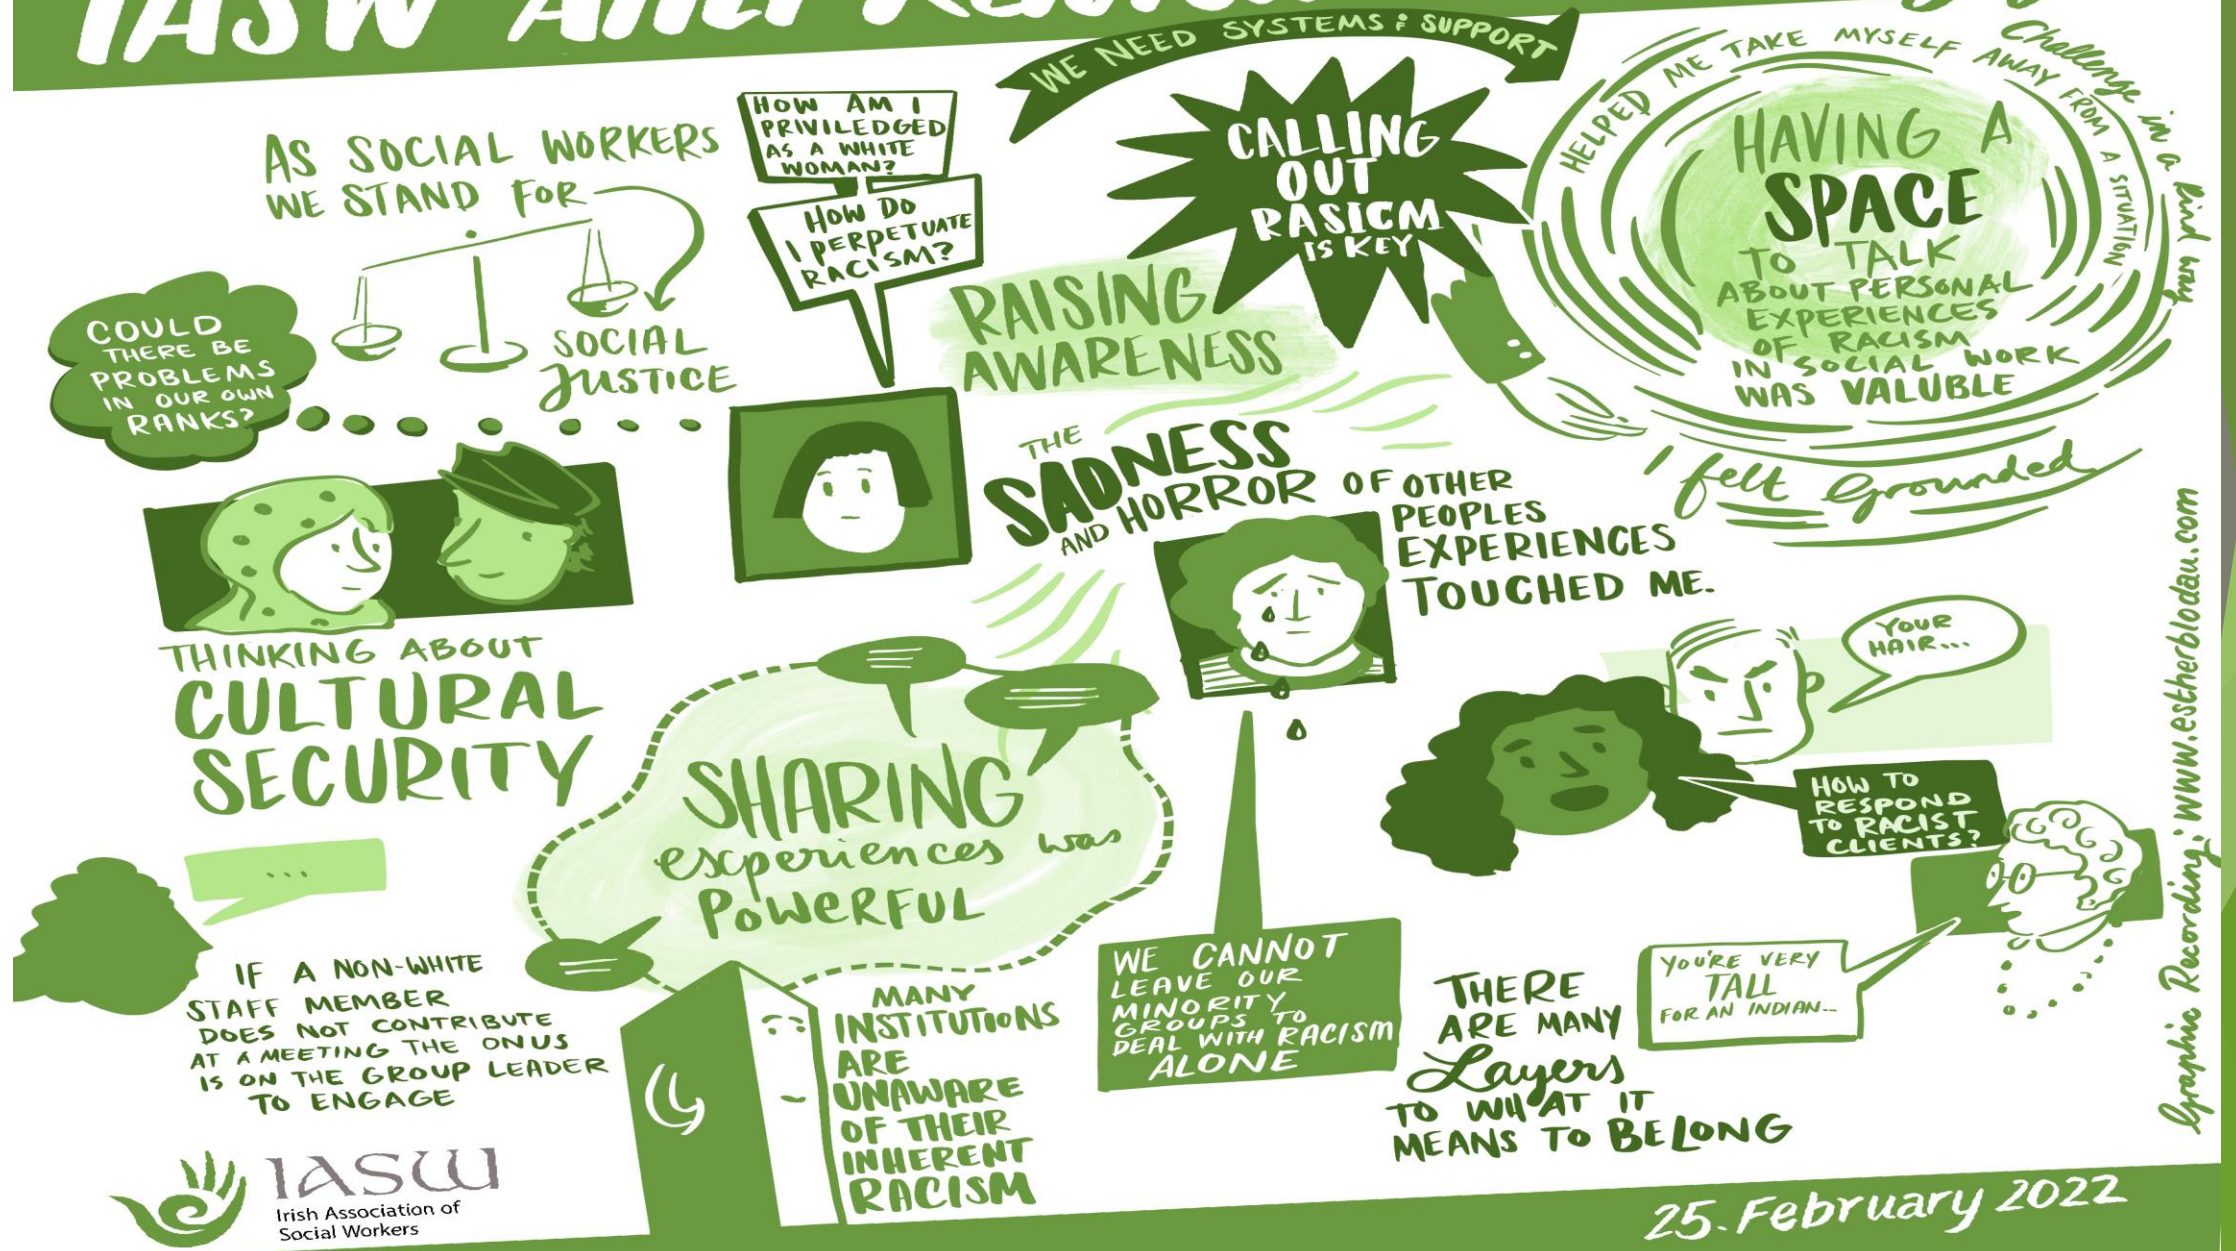 IASW
WE NEED SYSTEMS & SUPPORT
AS SOCIAL WORKERS
WE STAND FOR
SOCIAL
JUSTICE
COULD
THERE BE
PROBLEMS
IN OUR OWN
RANKS?
HOW AM I
PRIVILEDGED
AS A WHITE
WOMAN?
HOW DO
I PERPETUATE
RACISM?
CALLING
OUT
RASICM
IS KEY
RAISING
AWARENESS
HELPED ME TAKE MYSELF AWAY FROM A SITUATION
Challenge in a kind way
HAVING A
SPACE
TO TALK
ABOUT PERSONAL
EXPERIENCES
OF RACISM
IN SOCIAL WORK
WAS VALUBLE
I felt Grounded
THE
SADNESS
AND HORROR OF OTHER
PEOPLES
EXPERIENCES
TOUCHED ME.
THINKING ABOUT
CULTURAL
SECURITY
SHARING
experiences was
POWERFUL
YOUR
HAIR...
HOW TO
RESPOND
TO RACIST
CLIENTS?
...
IF A NON-WHITE
STAFF MEMBER
DOES NOT CONTRIBUTE
AT A MEETING THE ONUS
IS ON THE GROUP LEADER
TO ENGAGE
MANY
INSTITUTIONS
ARE
UNAWARE
OF THEIR
INHERENT
RACISM
WE CANNOT
LEAVE OUR
MINORITY
GROUPS TO
DEAL WITH RACISM
ALONE
YOU'RE VERY
TALL
FOR AN INDIAN...
THERE
ARE MANY
Layers
TO WHAT IT
MEANS TO BELONG
IASW
Irish Association of
Social Workers
25. February 2022
Graphic Recording: www.estherblodau.com